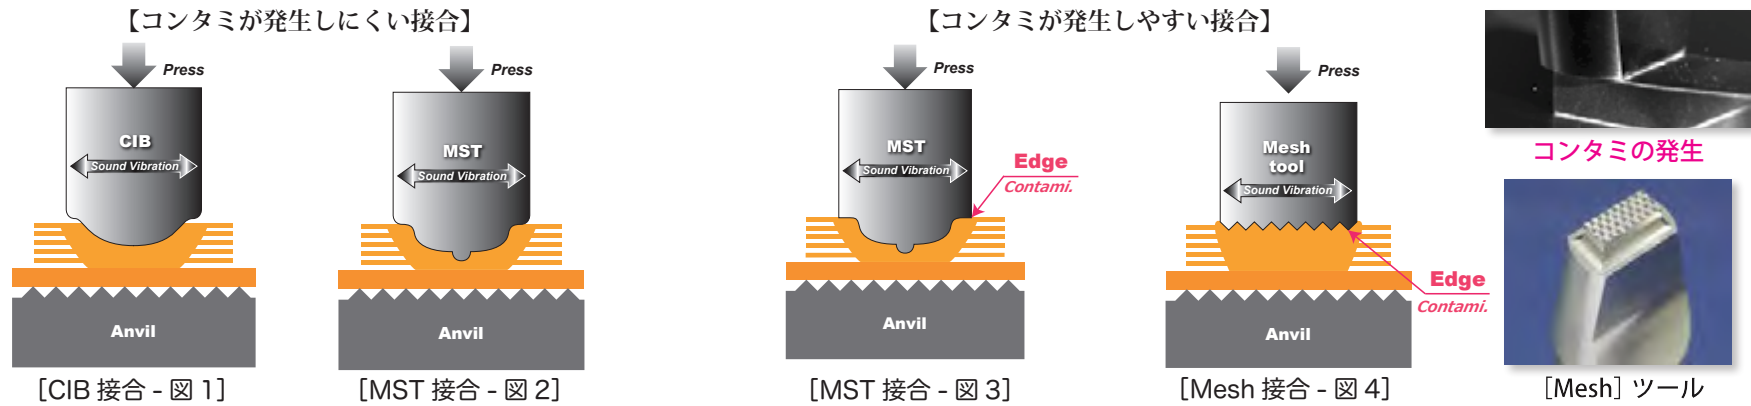 【コンタミが発生しにくい接合】
Press
CIB
Sound Vibration
Anvil
[CIB 接合 - 図 1]
Press
MST
Sound Vibration
Anvil
[MST 接合 - 図 2]
【コンタミが発生しやすい接合】
Press
MST
Sound Vibration
Edge
Contami.
Anvil
[MST 接合 - 図 3]
Press
Mesh
tool
Sound Vibration
Edge
Contami.
Anvil
[Mesh 接合 - 図 4]
コンタミの発生
[Mesh] ツール